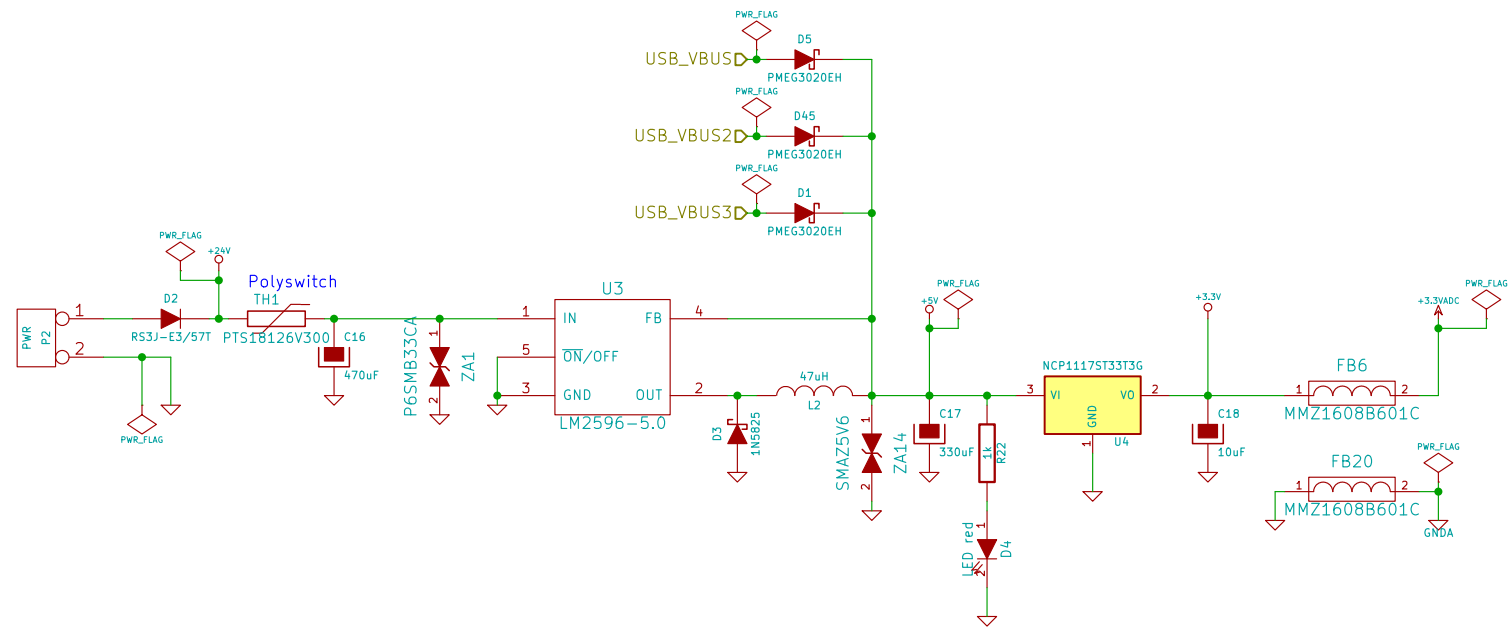 PWR_FLAG
D5
USB_VBUS
PMEG3020EH
PWR_FLAG
D45
USB_VBUS2
PMEG3020EH
PWR_FLAG
D1
USB_VBUS3
PMEG3020EH
PWR_FLAG
+24V
Polyswitch
TH1
D2
RS3J-E3/57T
PTS18126V300
PWR
P2
1
2
PWR_FLAG
C16
470uF
P6SMB33CA
ZA1
1
2
U3
1 IN FB 4
5 ON/OFF
3 GND OUT 2
LM2596-5.0
D3
1N5825
47uH
L2
SMAZ5V6
ZA14
1
2
+5V
PWR_FLAG
C17
330uF
1k
R22
LED red
D4
1
2
NCP1117ST33T3G
3 VI VO 2
GND
1
U4
+3.3V
C18
10uF
PWR_FLAG
+3.3VADC
FB6
1 2
MMZ1608B601C
PWR_FLAG
FB20
1 2
MMZ1608B601C
GNDA